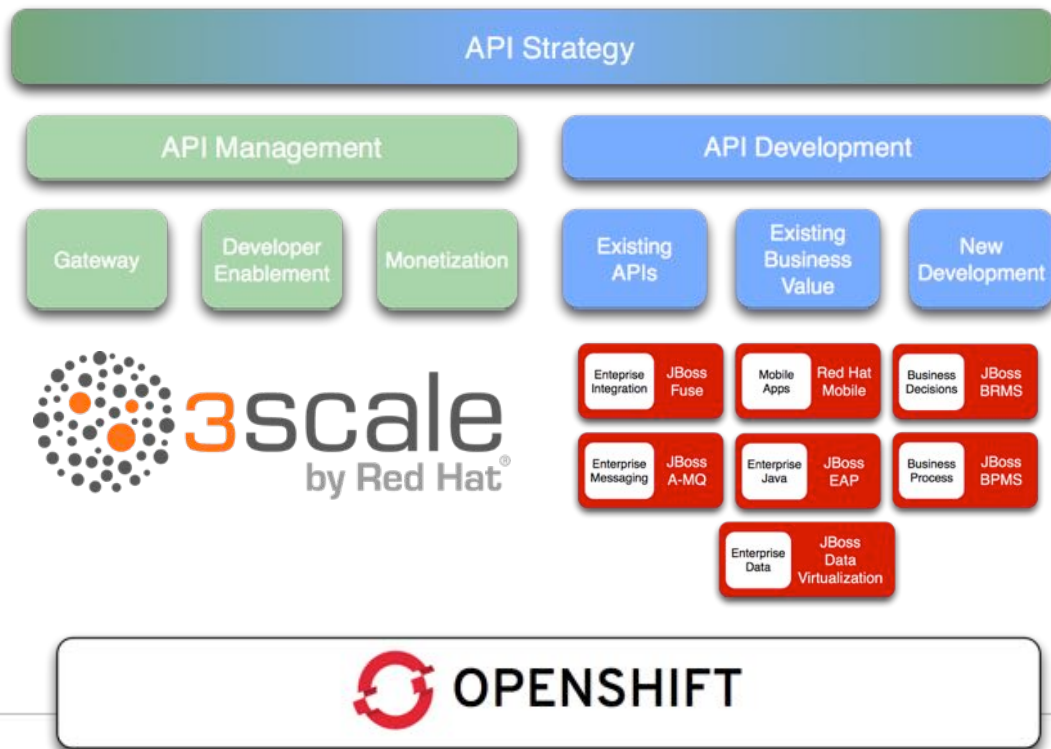 API Strategy
API Management
API Development
Gateway
Developer
Enablement
Monetization
Existing
APIs
Existing
Business
Value
New
Development
3scale
by Red Hat®
Enteprise
Integration
JBoss
Fuse
Mobile
Apps
Red Hat
Mobile
Business
Decisions
JBoss
BRMS
Enterprise
Messaging
JBoss
A-MQ
Enterprise
Java
JBoss
EAP
Business
Process
JBoss
BPMS
Enterprise
Data
JBoss
Data
Virtualization
OPENSHIFT